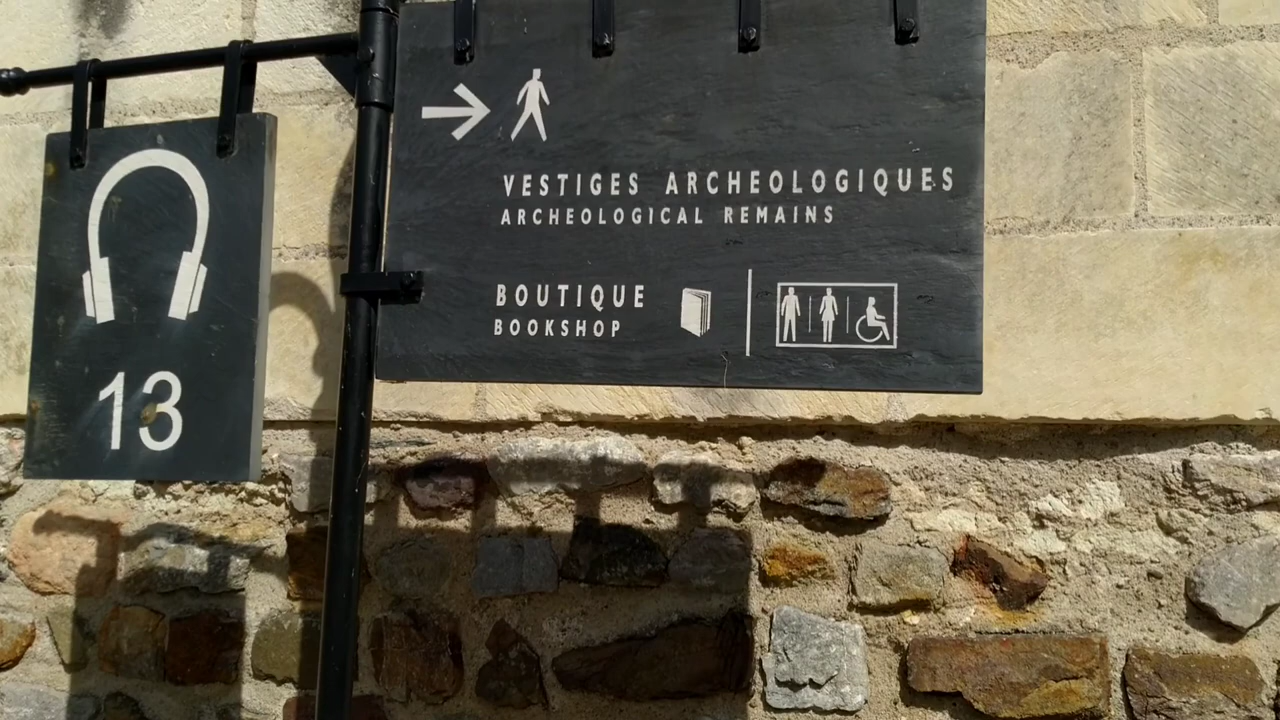 VESTIGES ARCHEOLOGIQUES
ARCHEOLOGICAL REMAINS
BOUTIQUE
BOOKSHOP
13